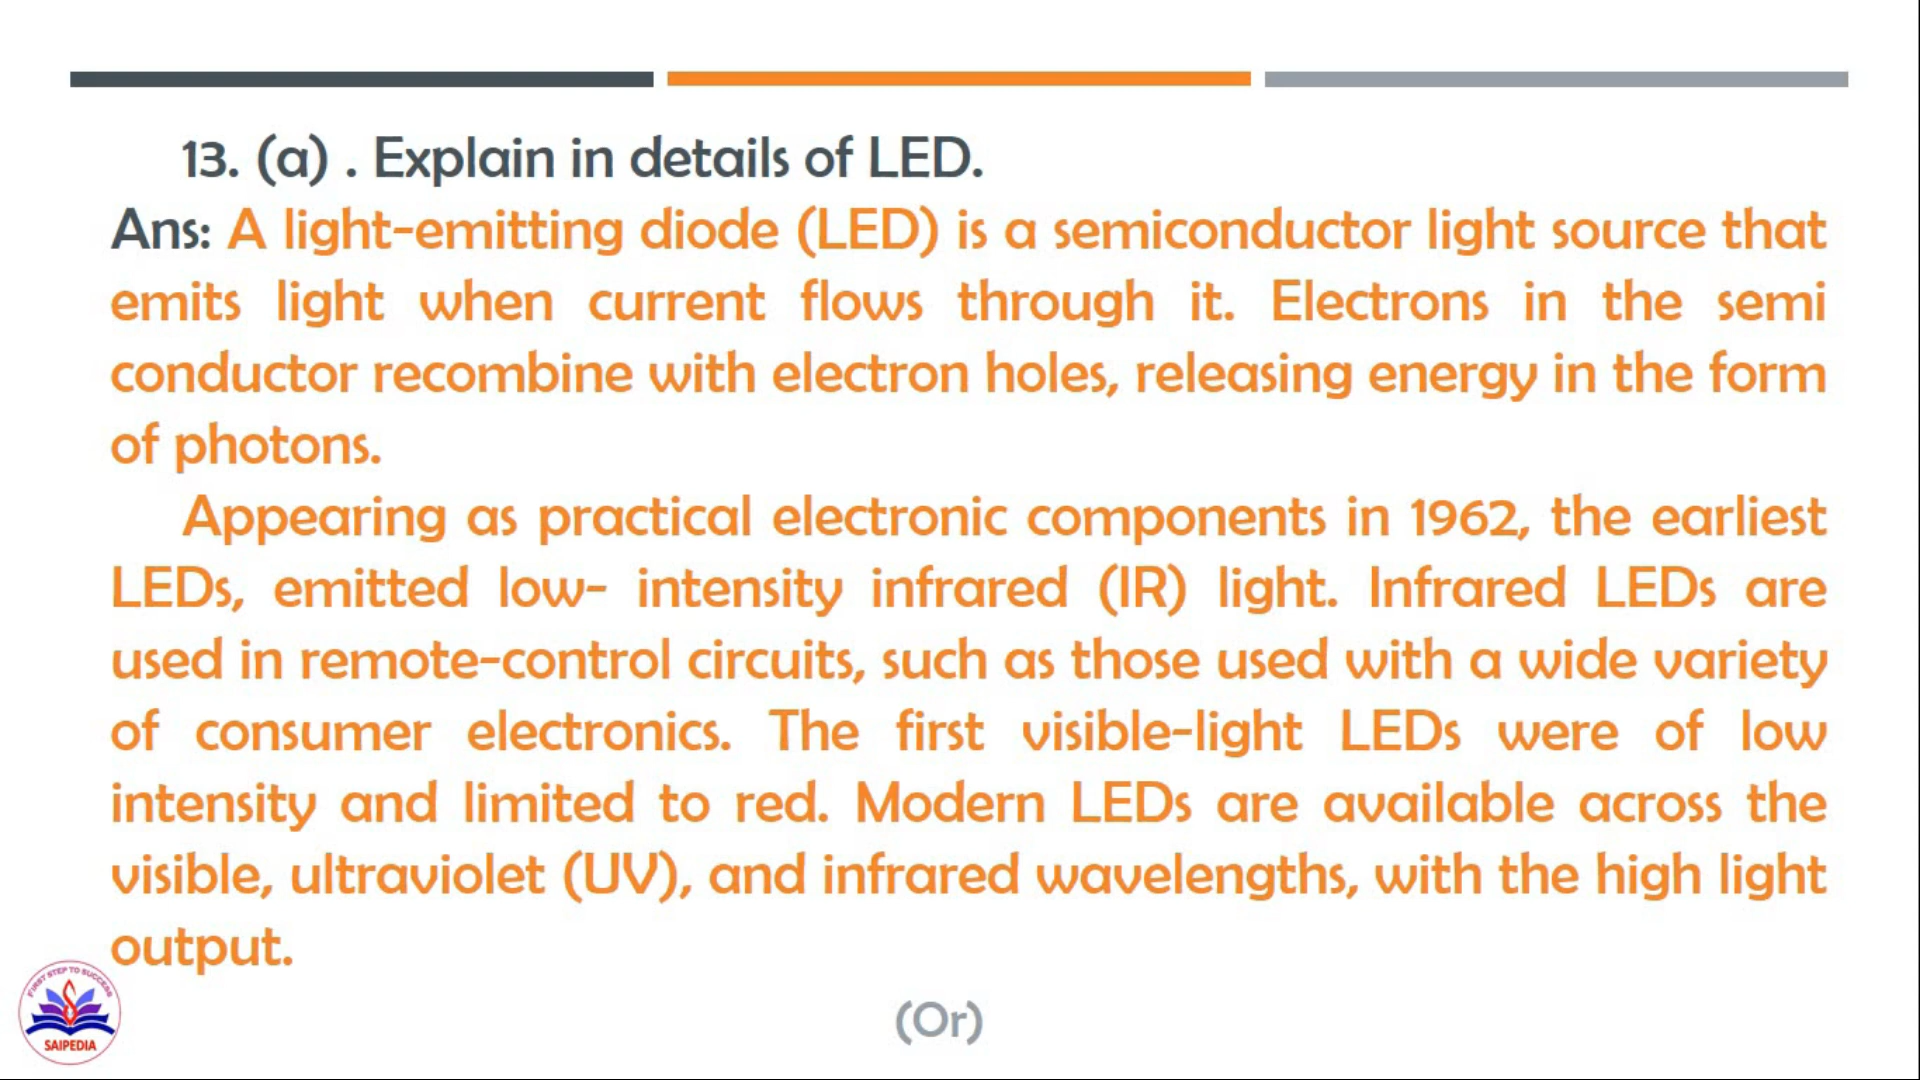 13. (a) . Explain in details of LED.
Ans: A light-emitting diode (LED) is a semiconductor light source that
emits light when current flows through it. Electrons in the semi
conductor recombine with electron holes, releasing energy in the form
of photons.
Appearing as practical electronic components in 1962, the earliest
LEDs, emitted low- intensity infrared (IR) light. Infrared LEDs are
used in remote-control circuits, such as those used with a wide variety
of consumer electronics. The first visible-light LEDs were of low
intensity and limited to red. Modern LEDs are available across the
visible, ultraviolet (UV), and infrared wavelengths, with the high light
output.
FIRST STEP TO SUCCESS
SAIPEDIA
(Or)